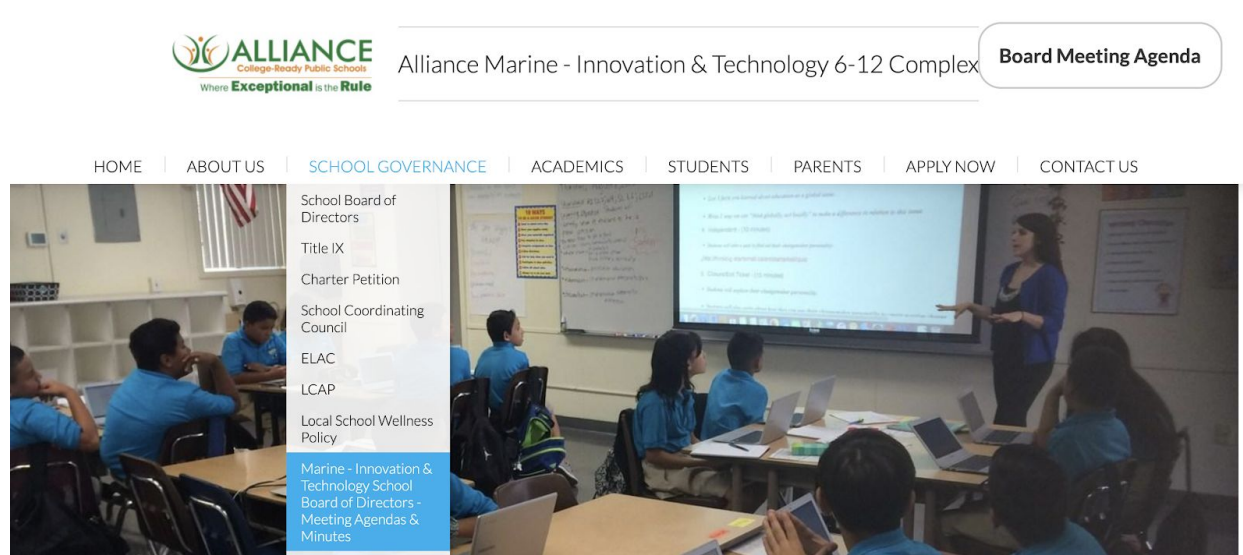 ALLIANCE
College-Ready Public Schools
Where Exceptional is the Rule
Alliance Marine - Innovation & Technology 6-12 Complex
Board Meeting Agenda
HOME
ABOUT US
SCHOOL GOVERNANCE
ACADEMICS
STUDENTS
PARENTS
APPLY NOW
CONTACT US
School Board of
Directors
Title IX
Charter Petition
School Coordinating
Council
ELAC
LCAP
Local School Wellness
Policy
Marine - Innovation &
Technology School
Board of Directors -
Meeting Agendas &
Minutes
10 WAYS